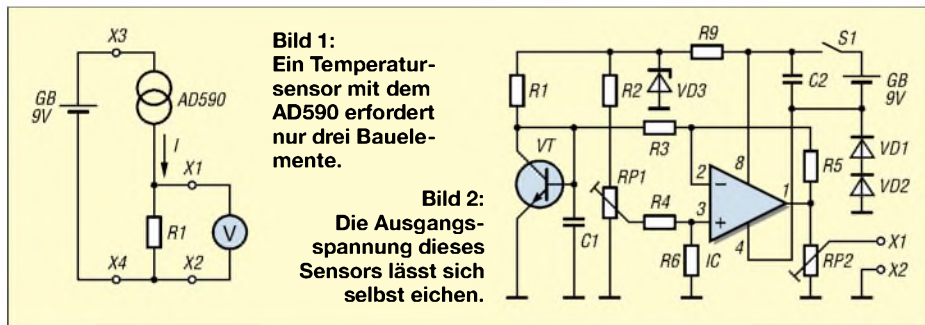 X3
GB
9V
AD590
I
X1
R1
V
X4
X2
Bild 1:
Ein Temperatur-
sensor mit dem
AD590 erfordert
nur drei Bauele-
mente.
Bild 2:
Die Ausgangs-
spannung dieses
Sensors lässt sich
selbst eichen.
R9
S1
R1
R2
VD3
C2
GB
9V
VT
R3
8
R5
VD1
2
−
RP1
1
VD2
R4
3
+
C1
4
X1
R6
IC
RP2
X2